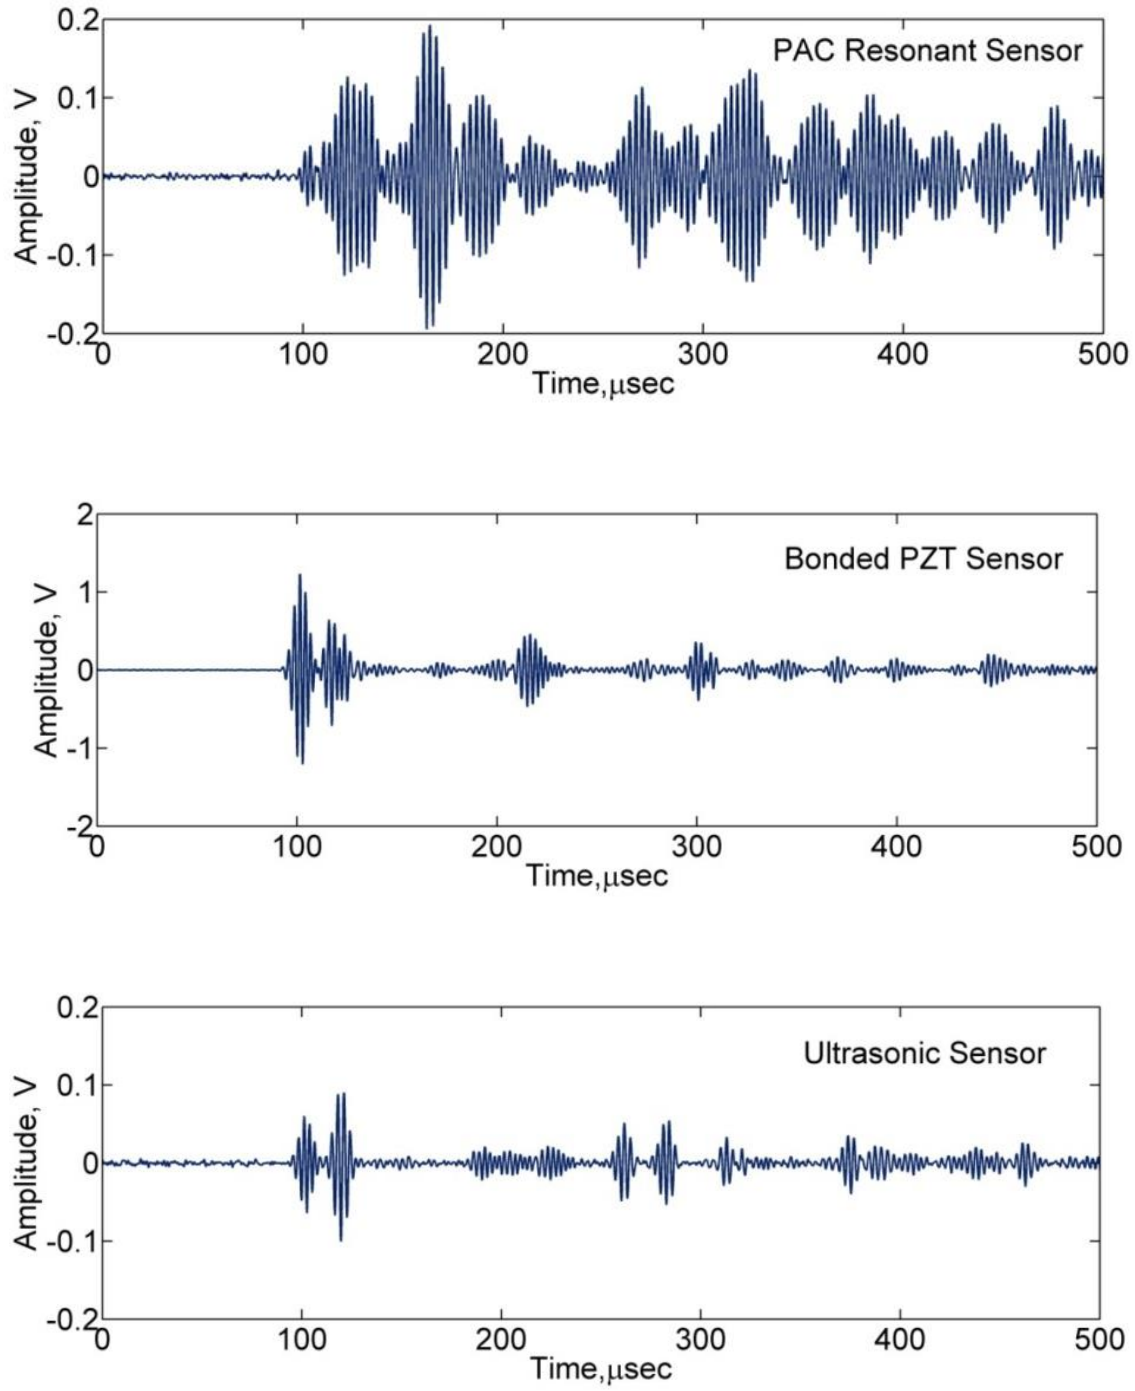 0.2
PAC Resonant Sensor
0.1
Amplitude, V
0
-0.1
-0.2
0 100 200 300 400 500
Time,μsec
2
Bonded PZT Sensor
1
Amplitude, V
0
-1
-2
0 100 200 300 400 500
Time,μsec
0.2
Ultrasonic Sensor
0.1
Amplitude, V
0
-0.1
-0.2
0 100 200 300 400 500
Time,μsec